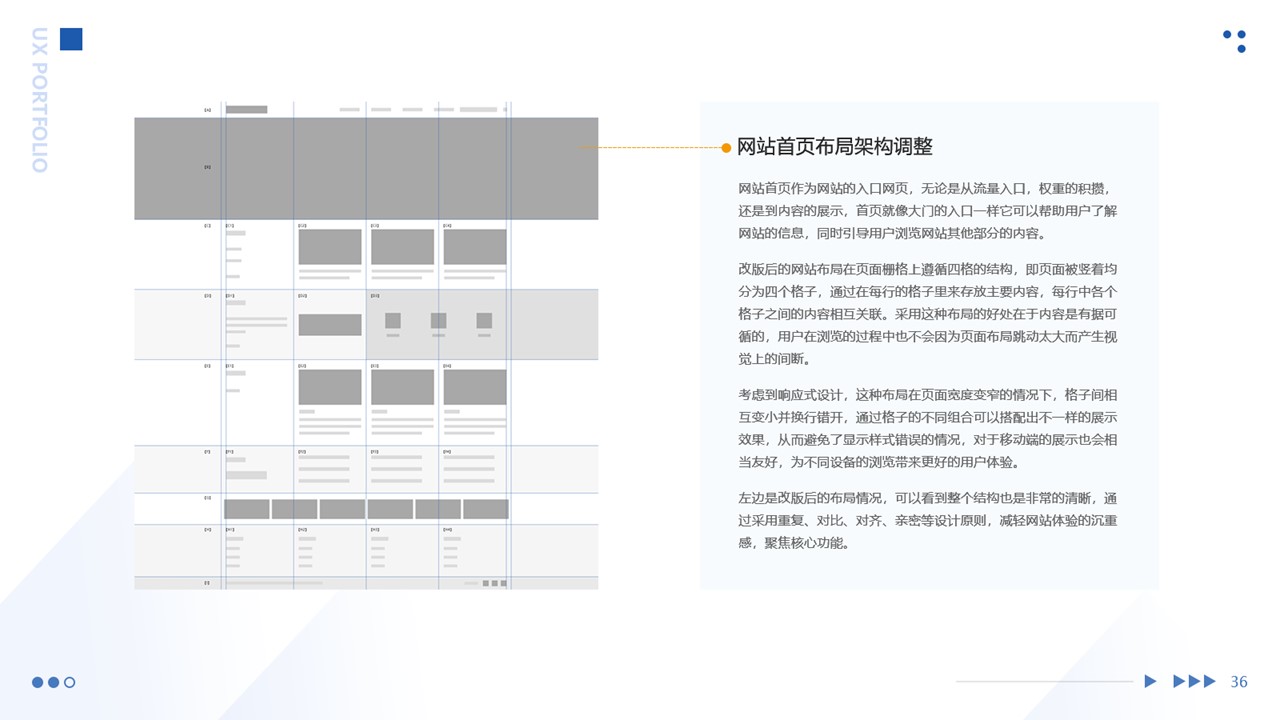 UX PORTFOLIO
网站首页布局架构调整
网站首页作为网站的入口网页，无论是从流量入口，权重的积攒，
还是到内容的展示，首页就像大门的入口一样它可以帮助用户了解
网站的信息，同时引导用户浏览网站其他部分的内容。
改版后的网站布局在页面栅格上遵循四格的结构，即页面被竖着均
分为四个格子，通过在每行的格子里来存放主要内容，每行中各个
格子之间的内容相互关联。采用这种布局的好处在于内容是有据可
循的，用户在浏览的过程中也不会因为页面布局跳动太大而产生视
觉上的间断。
考虑到响应式设计，这种布局在页面宽度变窄的情况下，格子间相
互变小并换行错开，通过格子的不同组合可以搭配出不一样的展示
效果，从而避免了显示样式错误的情况，对于移动端的展示也会相
当友好，为不同设备的浏览带来更好的用户体验。
左边是改版后的布局情况，可以看到整个结构也是非常的清晰，通
过采用重复、对比、对齐、亲密等设计原则，减轻网站体验的沉重
感，聚焦核心功能。
36